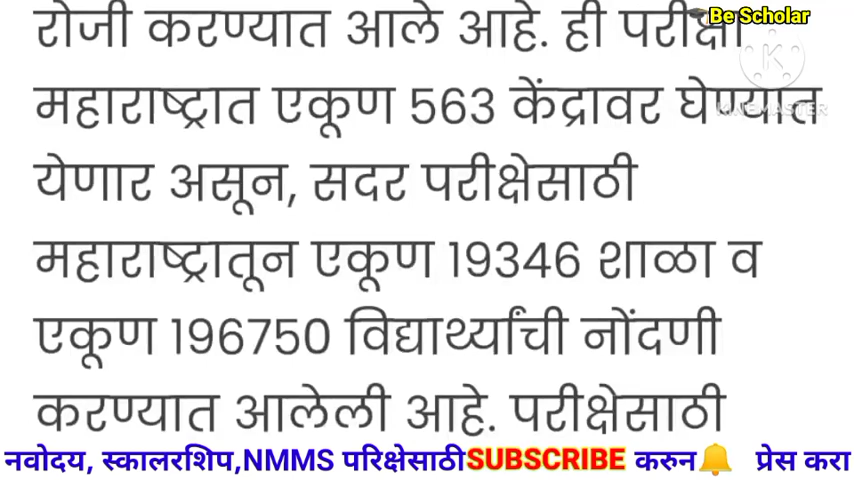 Be Scholar
रोजी करण्यात आले आहे. ही परीक्षा
KINEMASTER
महाराष्ट्रात एकूण 563 केंद्रावर घेण्यात
येणार असून, सदर परीक्षेसाठी
महाराष्ट्रातून एकूण 19346 शाळा व
एकूण 196750 विद्यार्थ्यांची नोंदणी
करण्यात आलेली आहे. परीक्षेसाठी
नवोदय, स्कालरशिप,NMMS परिक्षेसाठीSUBSCRIBE करुन🔔 प्रेस करा